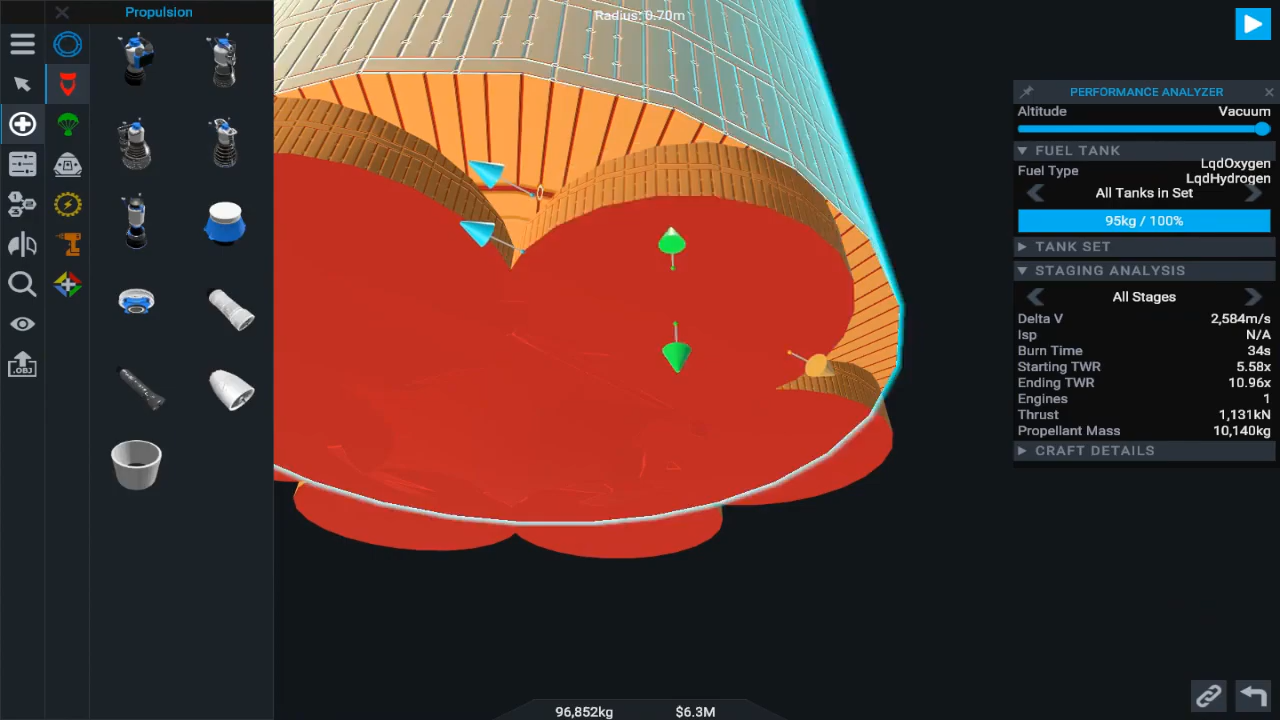 Propulsion
Radius: 0.70m
PERFORMANCE ANALYZER
Altitude Vacuum
FUEL TANK
Fuel Type LqdOxygen
LqdHydrogen
All Tanks in Set
95kg / 100%
TANK SET
STAGING ANALYSIS
All Stages
Delta V 2,584m/s
Isp N/A
Burn Time 34s
Starting TWR 5.58x
Ending TWR 10.96x
Engines 1
Thrust 1,131kN
Propellant Mass 10,140kg
CRAFT DETAILS
.OBJ
96,852kg $6.3M